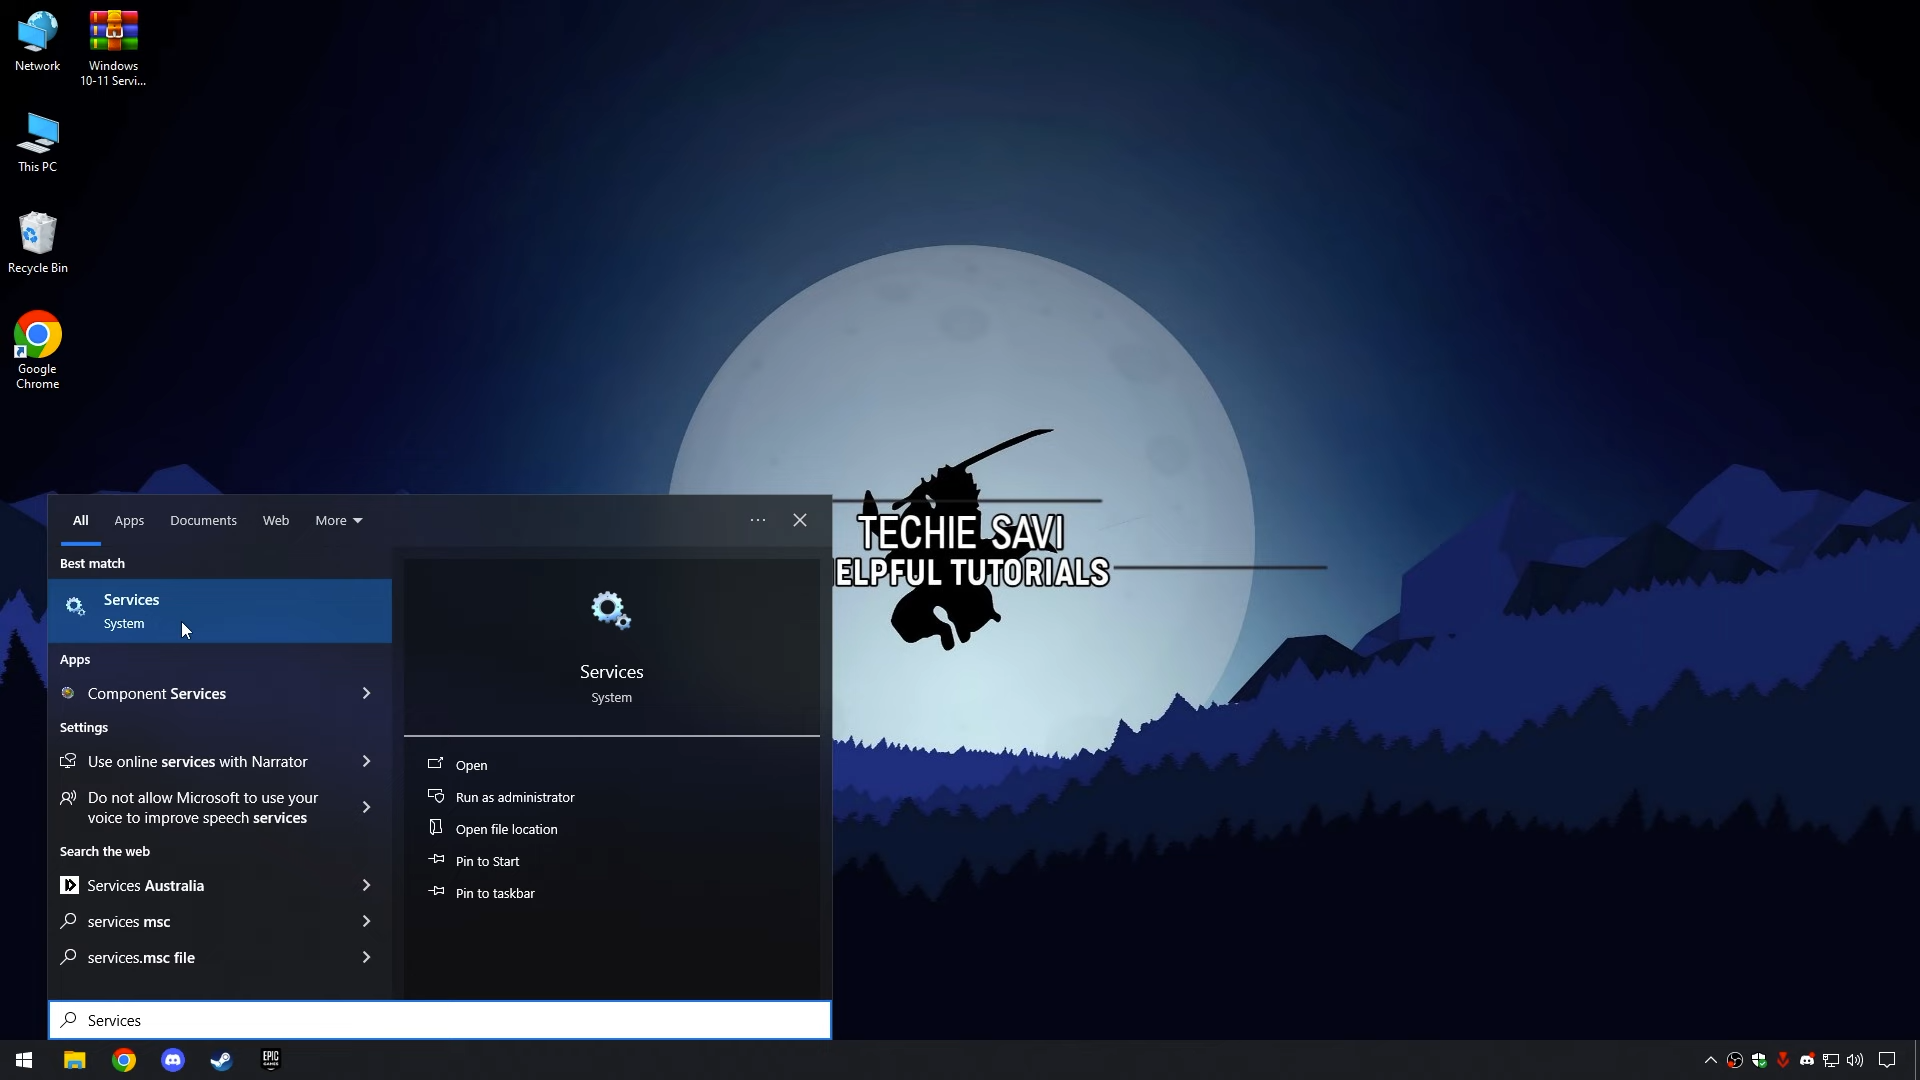 Network
Windows
10-11 Servi...
This PC
Recycle Bin
Google
Chrome
TECHIE SAVI
ELPFUL TUTORIALS
All
Apps
Documents
Web
More
Best match
Services
System
Apps
Component Services
Settings
Use online services with Narrator
Do not allow Microsoft to use your
voice to improve speech services
Search the web
Services Australia
services msc
services.msc file
Services
System
Open
Run as administrator
Open file location
Pin to Start
Pin to taskbar
Services
EPIC
GAMES